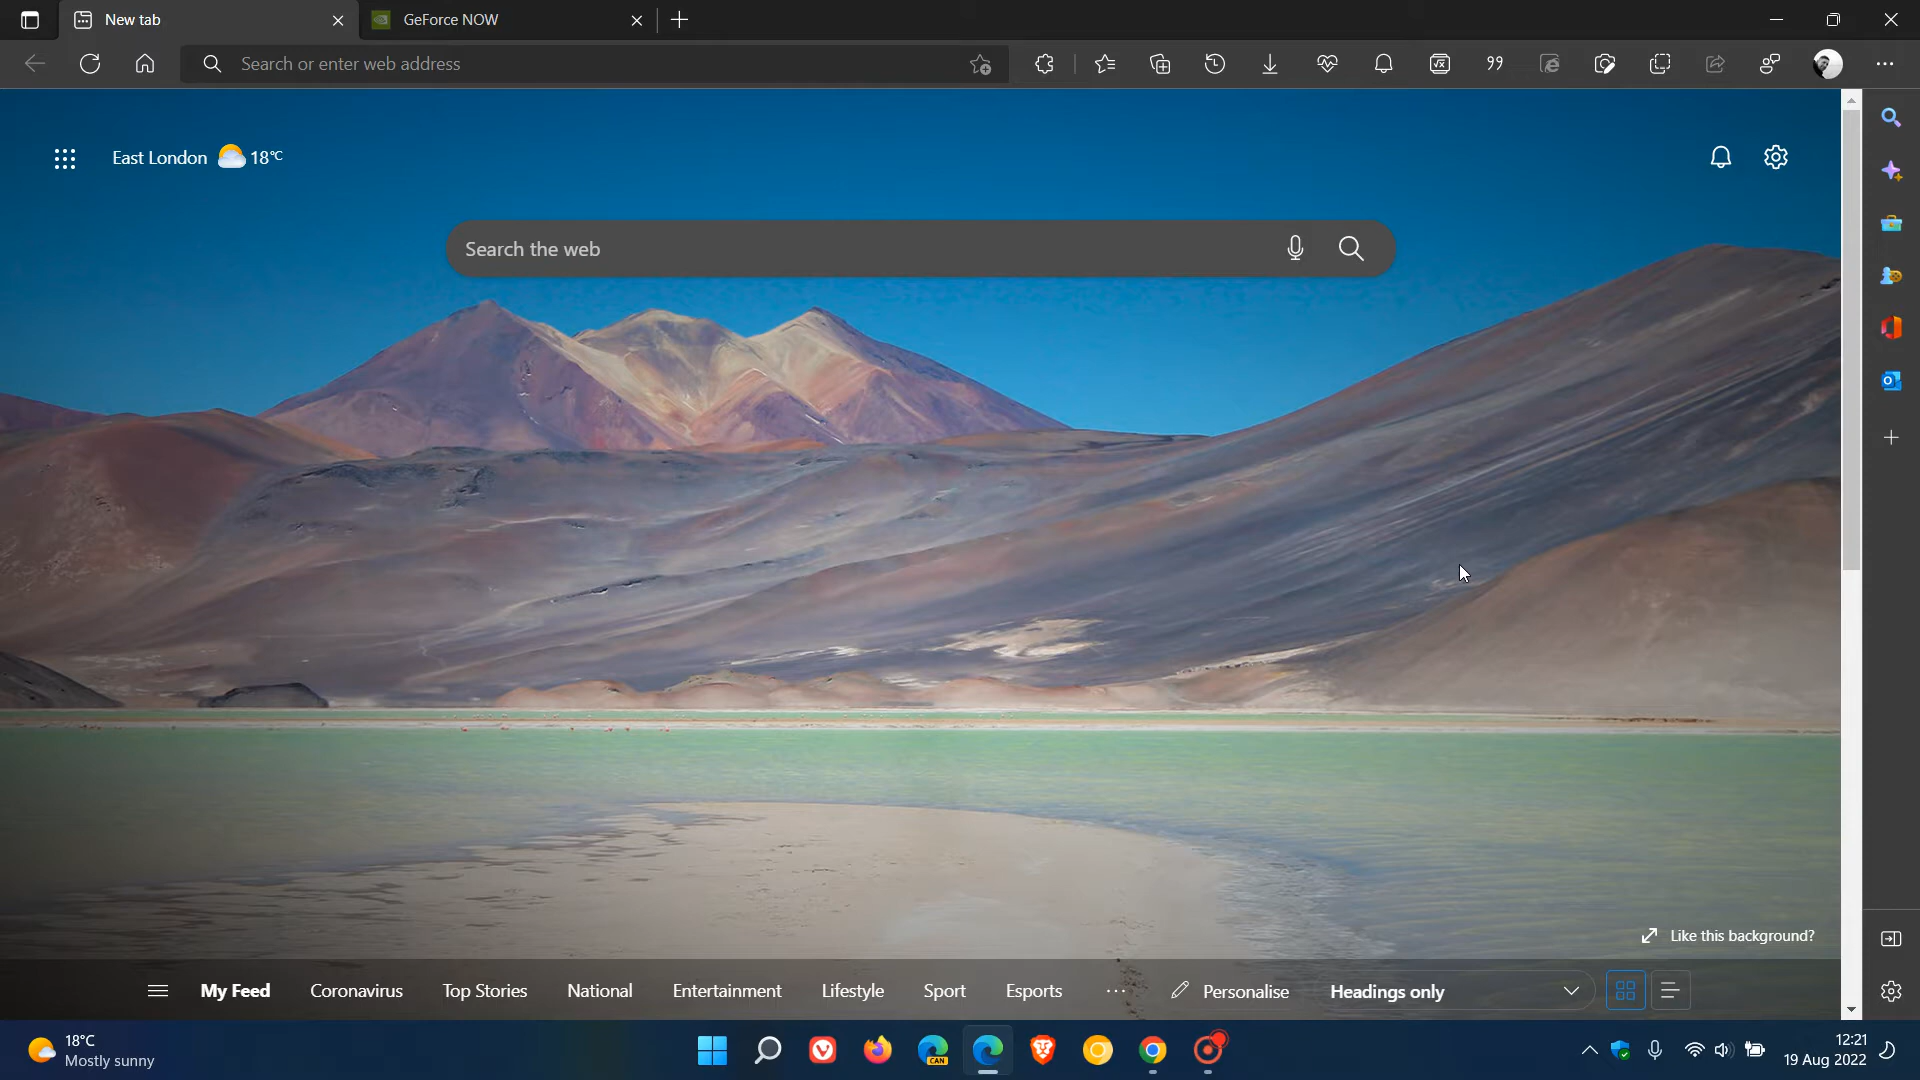 New tab
GeForce NOW
Search or enter web address
East London 18°C
Search the web
Like this background?
My Feed Coronavirus Top Stories National Entertainment Lifestyle Sport Esports ... Personalise Headings only
18°C
Mostly sunny
CAN
12:21
19 Aug 2022